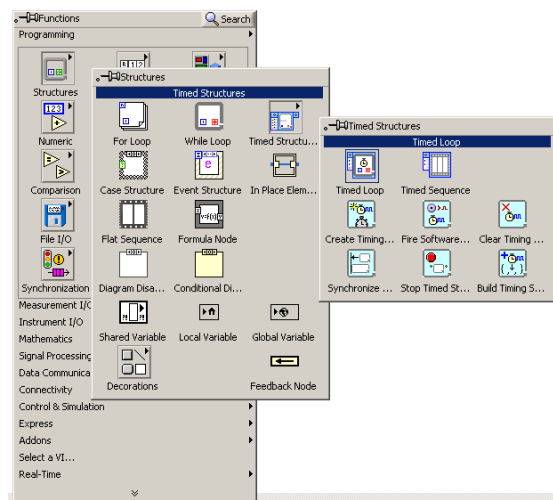 Functions
Search
Programming
Structures
Numeric
Comparison
File I/O
Synchronization
Measurement I/O
Instrument I/O
Mathematics
Signal Processing
Data Communica
Connectivity
Control & Simulation
Express
Addons
Select a VI...
Real-Time
Structures
Timed Structures
For Loop
While Loop
Timed Structu...
Case Structure
Event Structure
In Place Elem...
Flat Sequence
Formula Node
Diagram Disa...
Conditional Di...
Shared Variable
Local Variable
Global Variable
Decorations
Feedback Node
Timed Structures
Timed Loop
Timed Loop
Timed Sequence
Create Timing...
Fire Software...
Clear Timing ...
Synchronize ...
Stop Timed St...
Build Timing S...
123